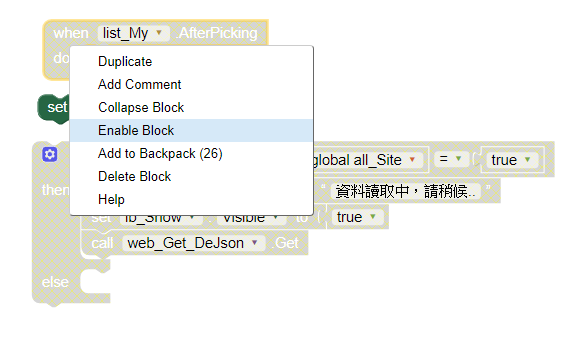 when list_My .AfterPicking
do
Duplicate
Add Comment
set
Collapse Block
Enable Block
Add to Backpack (26)
global all_Site = true
Delete Block
then " 資料讀取中，請稍候.. "
Help
set lb_Show . Visible to true
call web_Get_DeJson .Get
else